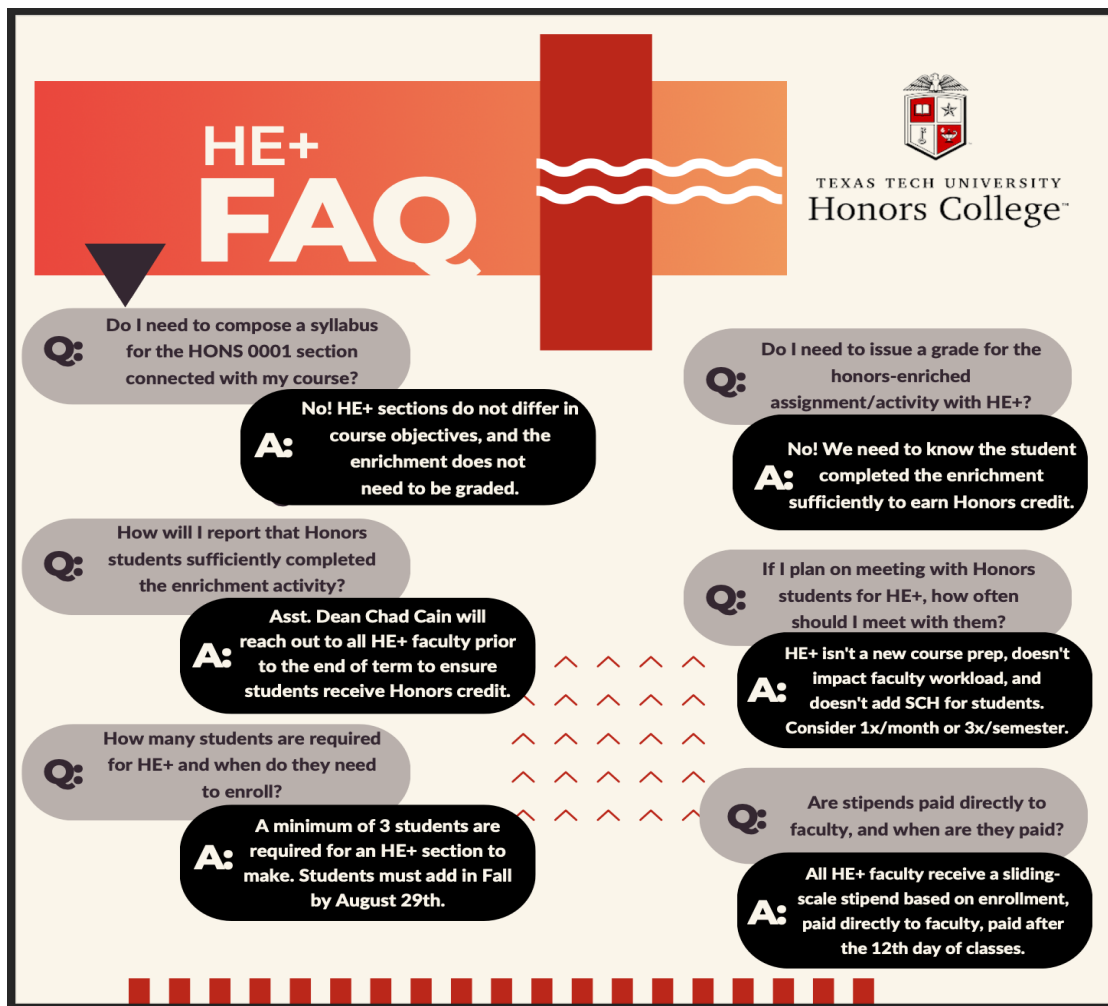 HE+
FAQ
TEXAS TECH UNIVERSITY
Honors College™
Q:
Do I need to compose a syllabus
for the HONS 0001 section
connected with my course?
A:
No! HE+ sections do not differ in
course objectives, and the
enrichment does not
need to be graded.
Q:
How will I report that Honors
students sufficiently completed
the enrichment activity?
A:
Asst. Dean Chad Cain will
reach out to all HE+ faculty prior
to the end of term to ensure
students receive Honors credit.
Q:
How many students are required
for HE+ and when do they need
to enroll?
A:
A minimum of 3 students are
required for an HE+ section to
make. Students must add in Fall
by August 29th.
Q:
Do I need to issue a grade for the
honors-enriched
assignment/activity with HE+?
A:
No! We need to know the student
completed the enrichment
sufficiently to earn Honors credit.
Q:
If I plan on meeting with Honors
students for HE+, how often
should I meet with them?
A:
HE+ isn't a new course prep, doesn't
impact faculty workload, and
doesn't add SCH for students.
Consider 1x/month or 3x/semester.
Q:
Are stipends paid directly to
faculty, and when are they paid?
A:
All HE+ faculty receive a sliding-
scale stipend based on enrollment,
paid directly to faculty, paid after
the 12th day of classes.